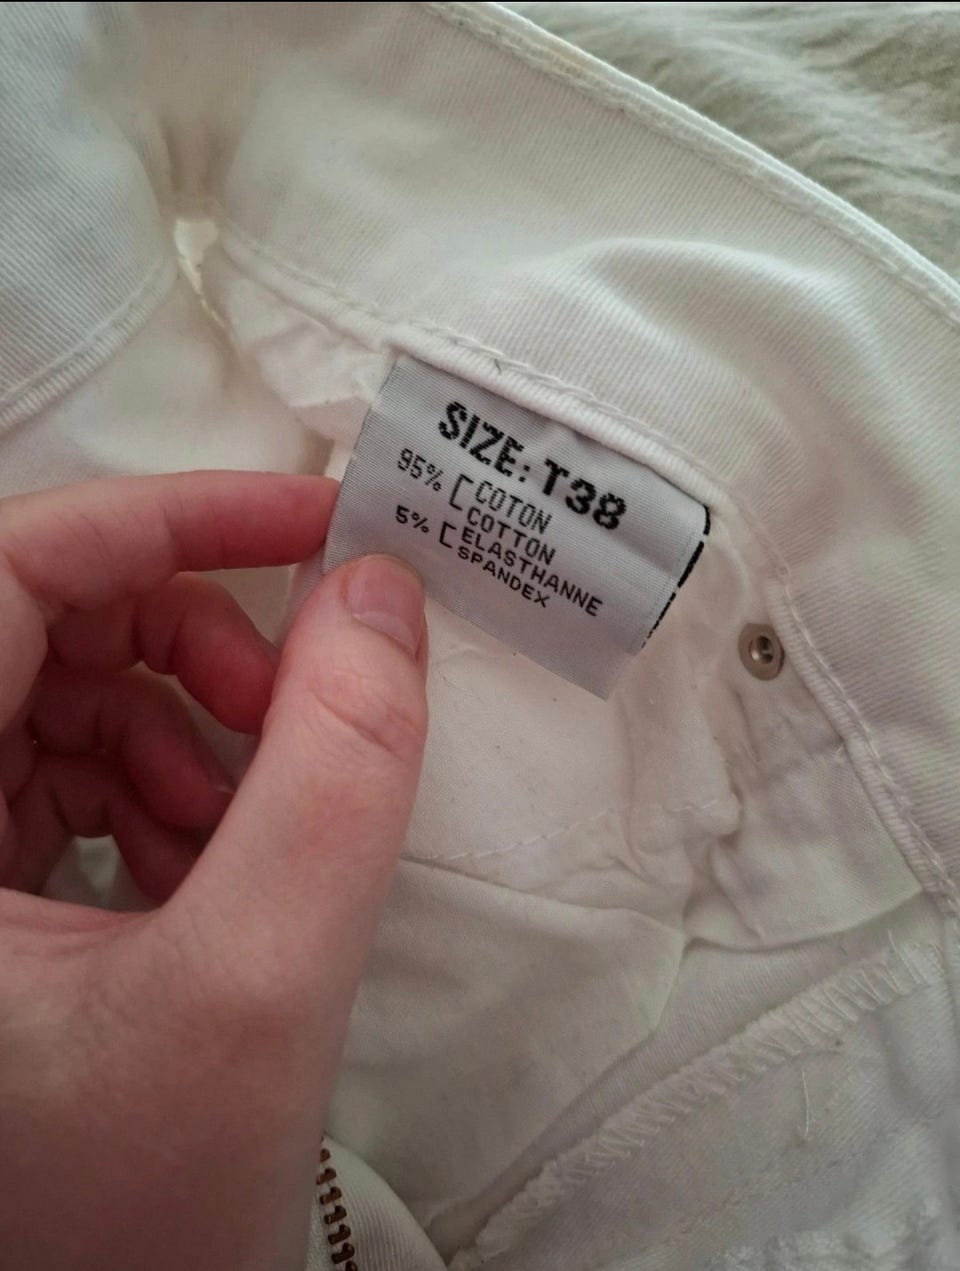 SIZE: T38
95% [ COTON
COTTON
5% [ ELASTHANNE
SPANDEX